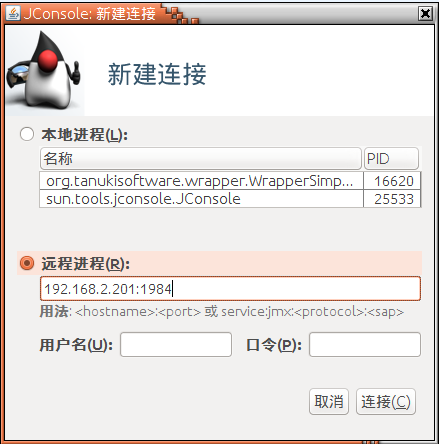 JConsole: 新建连接
新建连接
本地进程(L):
名称 PID
org.tanukisoftware.wrapper.WrapperSimp... 16620
sun.tools.jconsole.JConsole 25533
远程进程(R):
192.168.2.201:1984
用法: <hostname>:<port> 或 service:jmx:<protocol>:<sap>
用户名(U): 口令(P):
取消 连接(C)